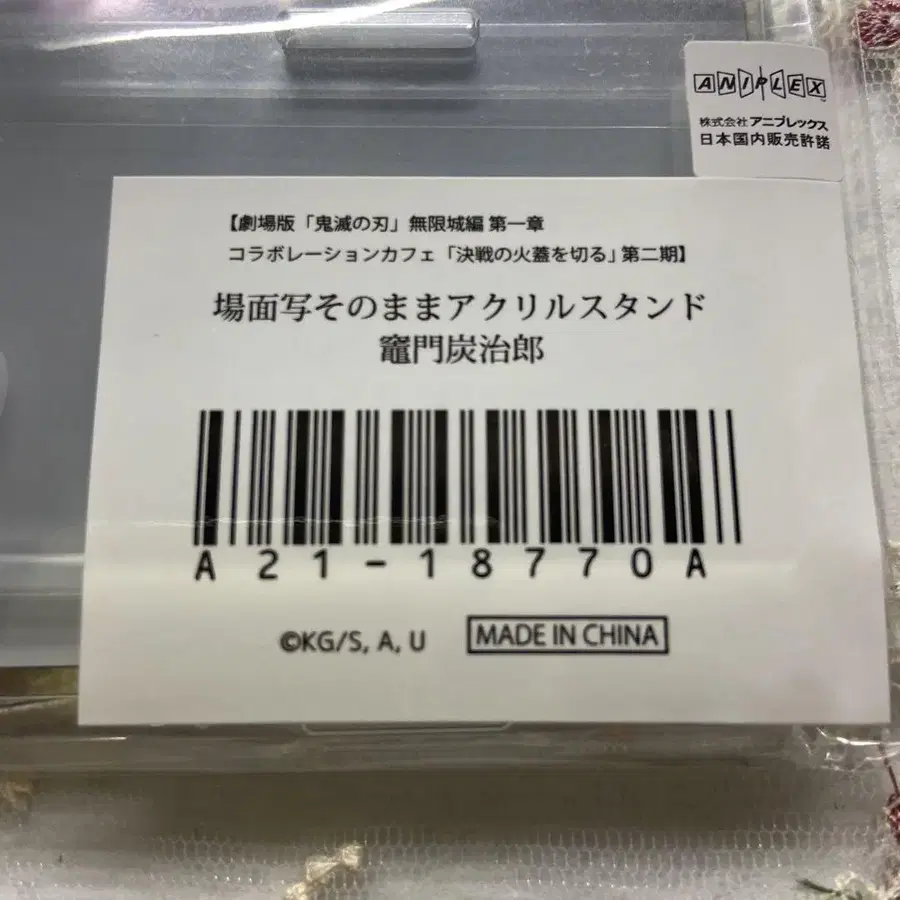 ANIPLEX
株式会社 アニプレックス
日本国内販売許諾
【劇場版「鬼滅の刃」無限城編 第一章
コラボレーションカフェ「決戦の火蓋を切る」第二期】
場面写そのままアクリルスタンド
竈門炭治郎
A21-18770A
©KG/S, A, U
MADE IN CHINA